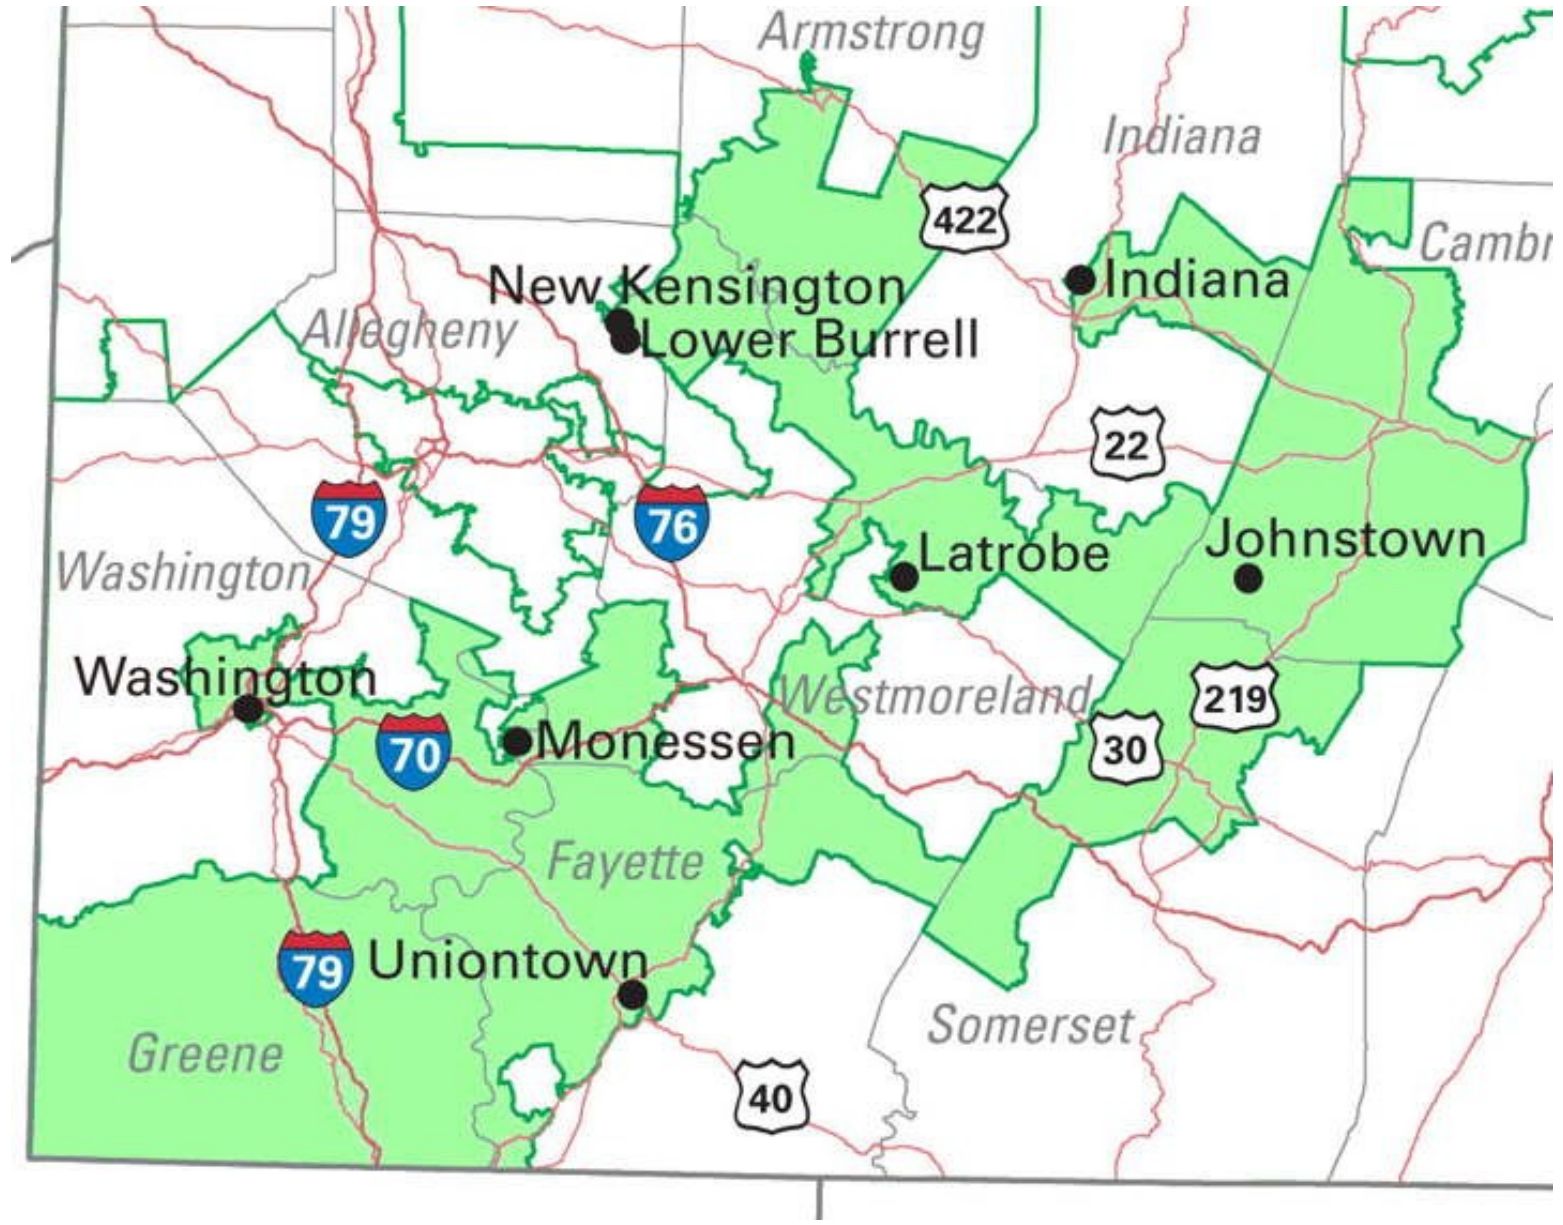 Armstrong
Indiana
422
Cambr
New Kensington
Indiana
Allegheny
Lower Burrell
22
79
76
Johnstown
Latrobe
Washington
Washington
Westmoreland
219
70
Monessen
30
Fayette
Uniontown
79
Somerset
Greene
40